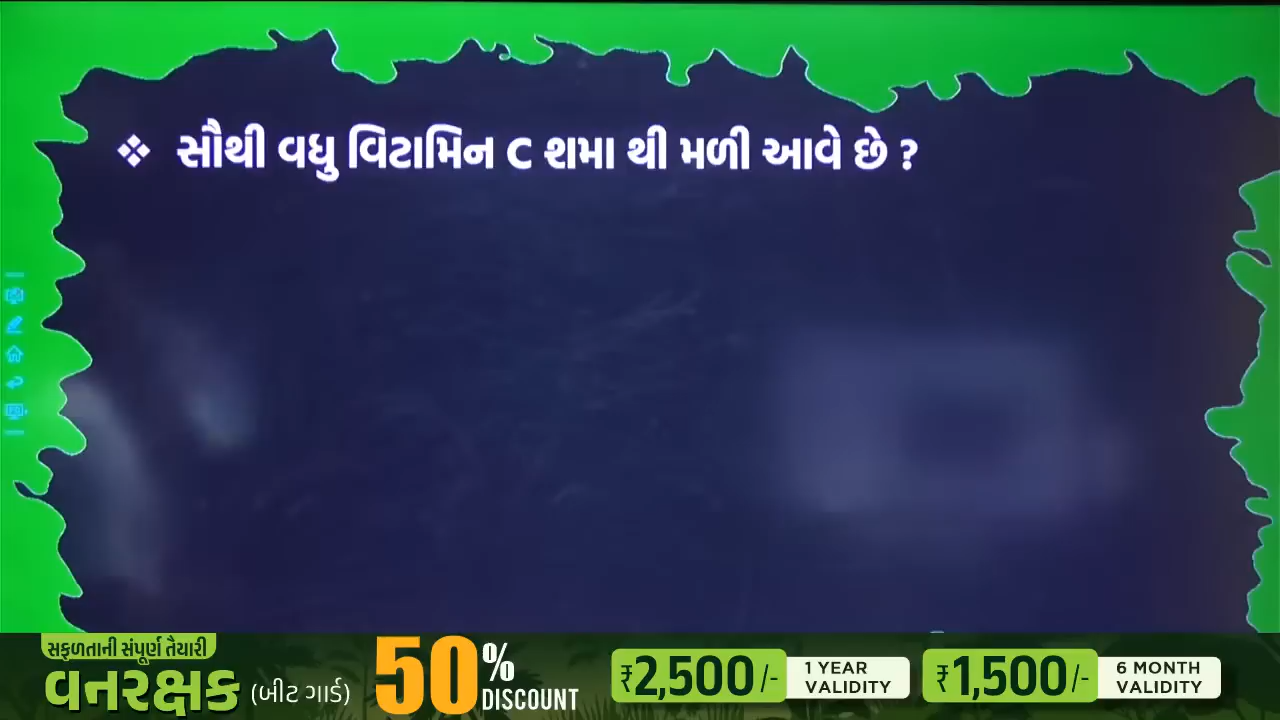 ❖ સૌથી વધુ વિટામિન C શમા થી મળી આવે છે ?
સફળતાની સંપૂર્ણ તૈયારી
વનરક્ષક (બીટ ગાર્ડ)
50% DISCOUNT
₹2,500/- 1 YEAR VALIDITY
₹1,500/- 6 MONTH VALIDITY